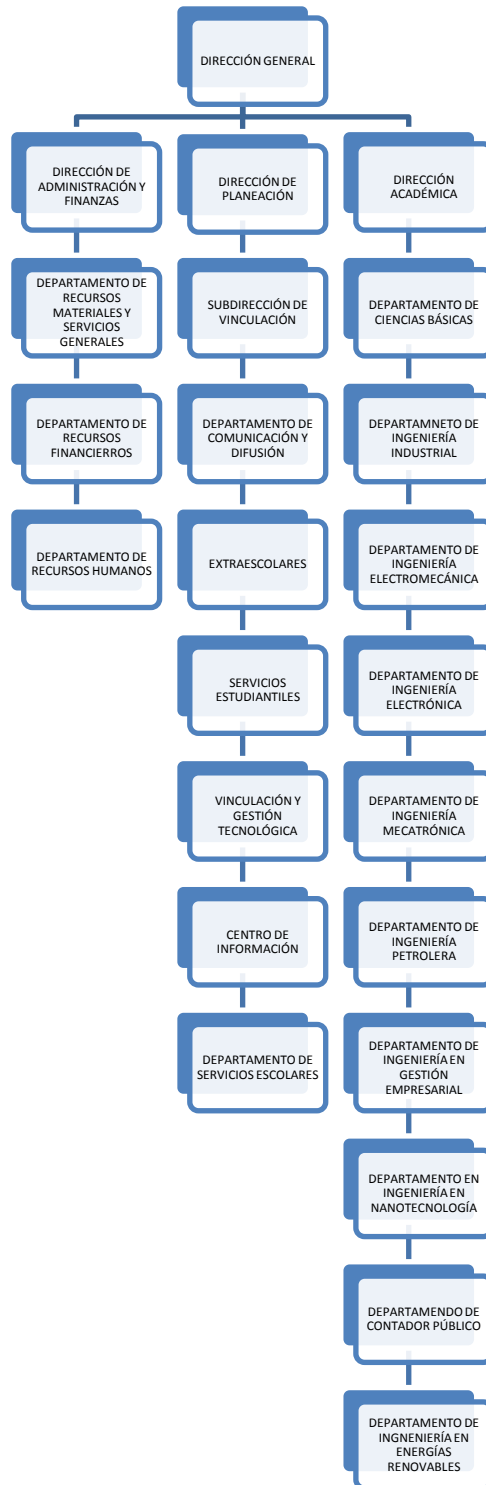 DIRECCIÓN GENERAL
DIRECCIÓN DE
ADMINISTRACIÓN Y
FINANZAS
DEPARTAMENTO DE
RECURSOS
MATERIALES Y
SERVICIOS
GENERALES
DEPARTAMENTO DE
RECURSOS
FINANCIERROS
DEPARTAMENTO DE
RECURSOS HUMANOS
DIRECCIÓN DE
PLANEACIÓN
SUBDIRECCIÓN DE
VINCULACIÓN
DEPARTAMENTO DE
COMUNICACIÓN Y
DIFUSIÓN
EXTRAESCOLARES
SERVICIOS
ESTUDIANTILES
VINCULACIÓN Y
GESTIÓN
TECNOLÓGICA
CENTRO DE
INFORMACIÓN
DEPARTAMENTO DE
SERVICIOS ESCOLARES
DIRECCIÓN
ACADÉMICA
DEPARTAMENTO DE
CIENCIAS BÁSICAS
DEPARTAMNETO DE
INGENIERÍA
INDUSTRIAL
DEPARTAMENTO DE
INGENIERÍA
ELECTROMECÁNICA
DEPARTAMENTO DE
INGENIERÍA
ELECTRÓNICA
DEPARTAMENTO DE
INGENIERÍA
MECATRÓNICA
DEPARTAMENTO DE
INGENIERÍA
PETROLERA
DEPARTAMENTO DE
INGENIERÍA EN
GESTIÓN
EMPRESARIAL
DEPARTAMENTO EN
INGENIERÍA EN
NANOTECNOLOGÍA
DEPARTAMENDO DE
CONTADOR PÚBLICO
DEPARTAMENTO DE
INGNENIERÍA EN
ENERGÍAS
RENOVABLES